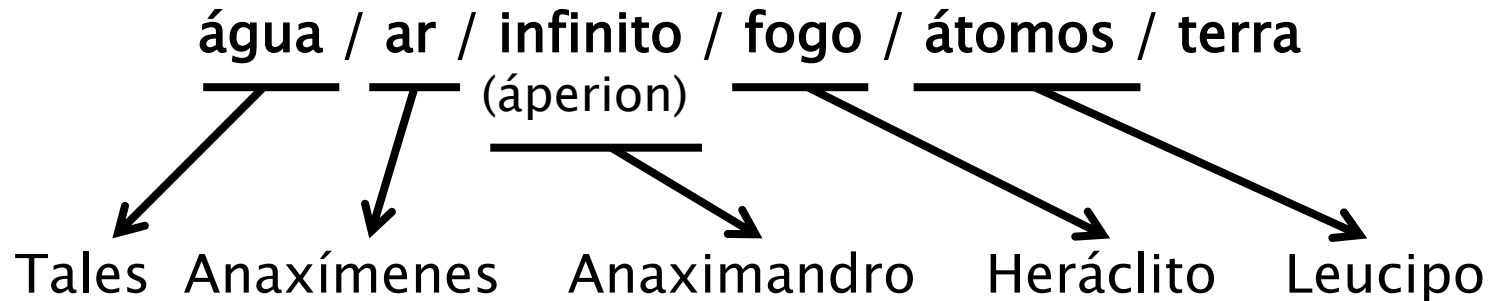 água / ar / infinito / fogo / átomos / terra
(áperion)
Tales Anaxímenes Anaximandro Heráclito Leucipo